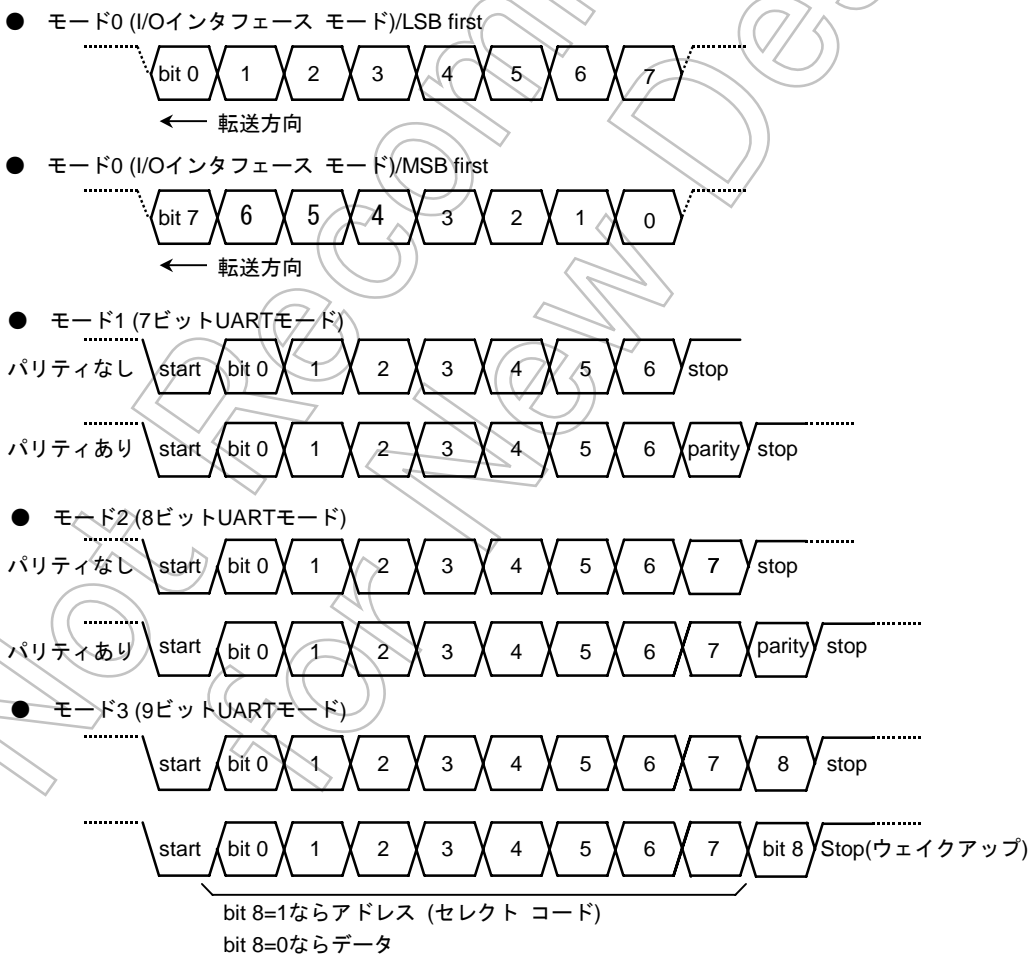 ● モード0 (I/Oインタフェース モード)/LSB first
bit 0 1 2 3 4 5 6 7
← 転送方向
● モード0 (I/Oインタフェース モード)/MSB first
bit 7 6 5 4 3 2 1 0
← 転送方向
● モード1 (7ビットUARTモード)
パリティなし start bit 0 1 2 3 4 5 6 stop
パリティあり start bit 0 1 2 3 4 5 6 parity stop
● モード2 (8ビットUARTモード)
パリティなし start bit 0 1 2 3 4 5 6 7 stop
パリティあり start bit 0 1 2 3 4 5 6 7 parity stop
● モード3 (9ビットUARTモード)
start bit 0 1 2 3 4 5 6 7 8 stop
start bit 0 1 2 3 4 5 6 7 bit 8 Stop(ウェイクアップ)
bit 8=1ならアドレス (セレクト コード)
bit 8=0ならデータ
Not Recom
for New Des